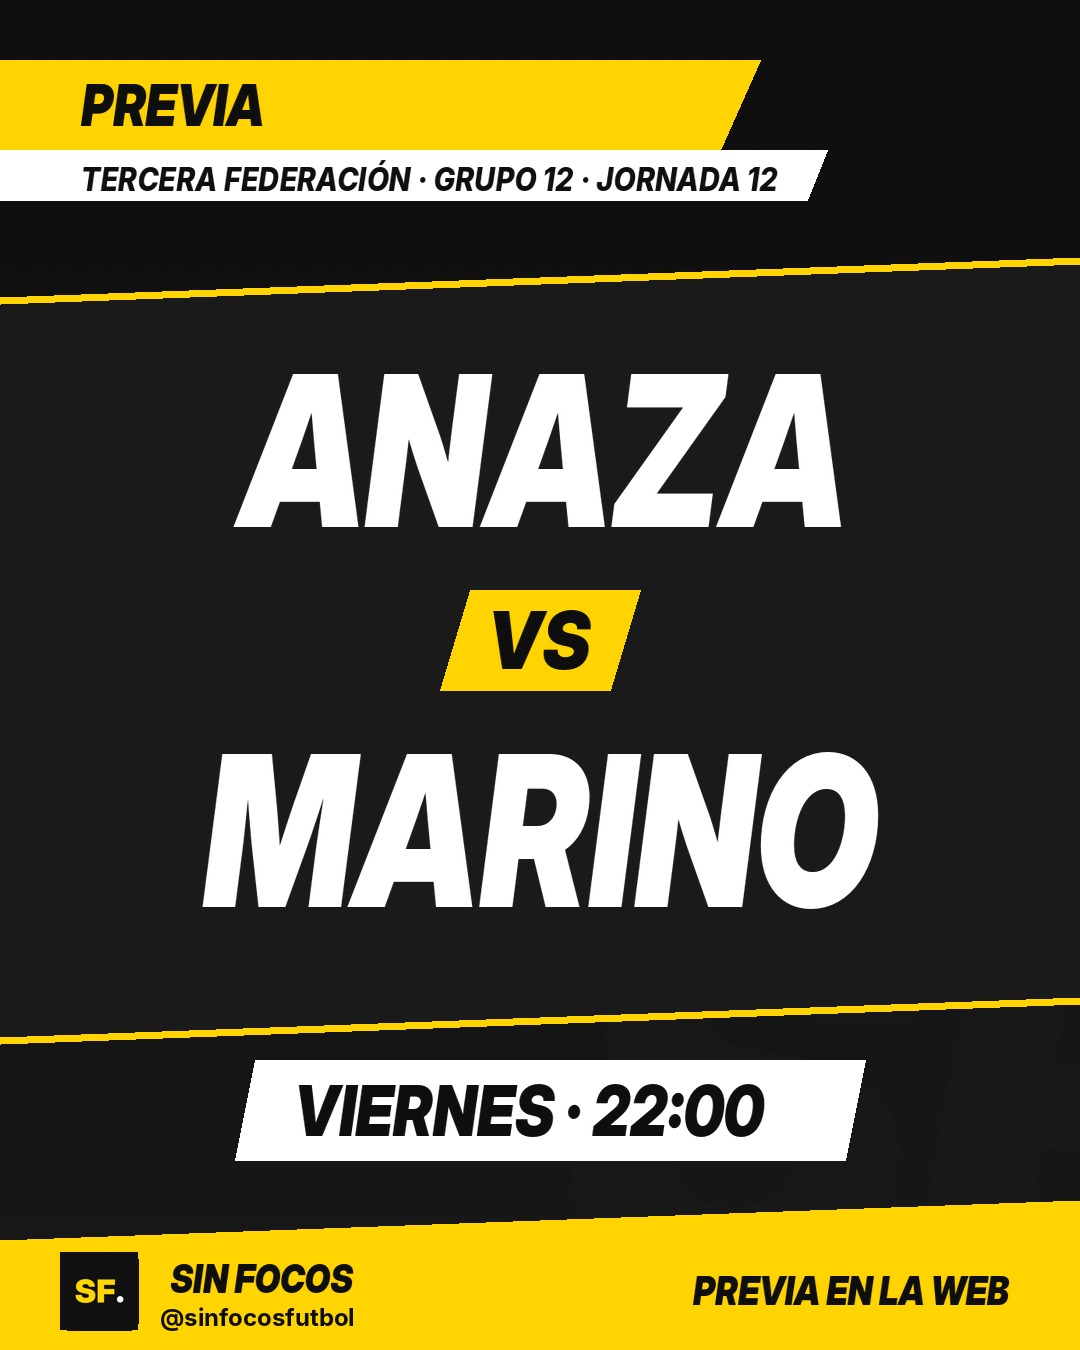 PREVIA
TERCERA FEDERACIÓN · GRUPO 12 · JORNADA 12
ANAZA
VS
MARINO
VIERNES · 22:00
SF.
SIN FOCOS
@sinfocosfutbol
PREVIA EN LA WEB